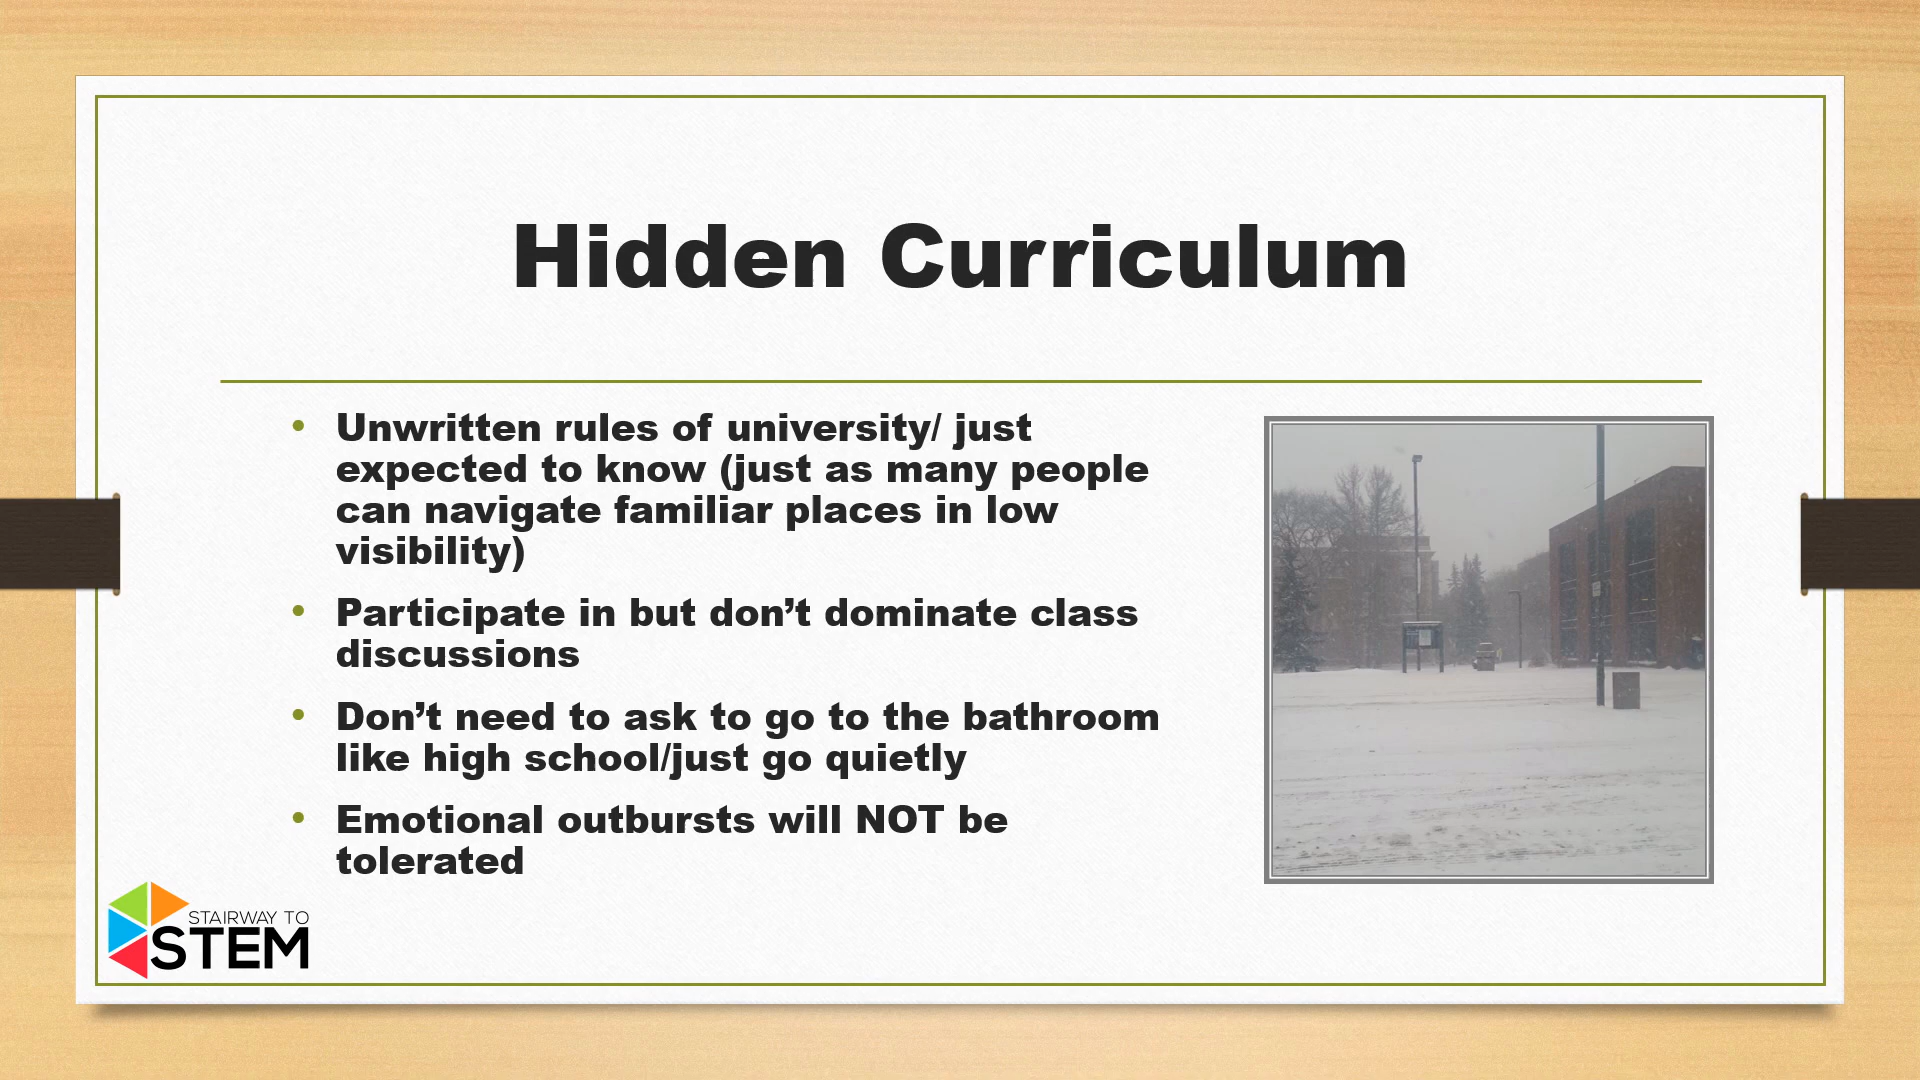 Hidden Curriculum
• Unwritten rules of university/ just
expected to know (just as many people
can navigate familiar places in low
visibility)
• Participate in but don’t dominate class
discussions
• Don’t need to ask to go to the bathroom
like high school/just go quietly
• Emotional outbursts will NOT be
tolerated
STAIRWAY TO
STEM